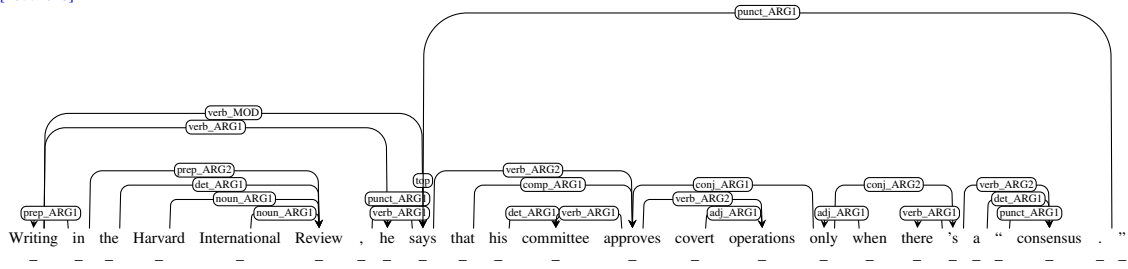 punct_ARG1
verb_MOD
verb_ARG1
prep_ARG2 verb_ARG2
top
det_ARG1 comp_ARG1 conj_ARG1 conj_ARG2 verb_ARG2
noun_ARG1 punct_ARG1 verb_ARG2 det_ARG1
prep_ARG1 noun_ARG1 verb_ARG1 det_ARG1 verb_ARG1 adj_ARG1 adj_ARG1 verb_ARG1 punct_ARG1
Writing in the Harvard International Review , he says that his committee approves covert operations only when there 's a “ consensus . ”